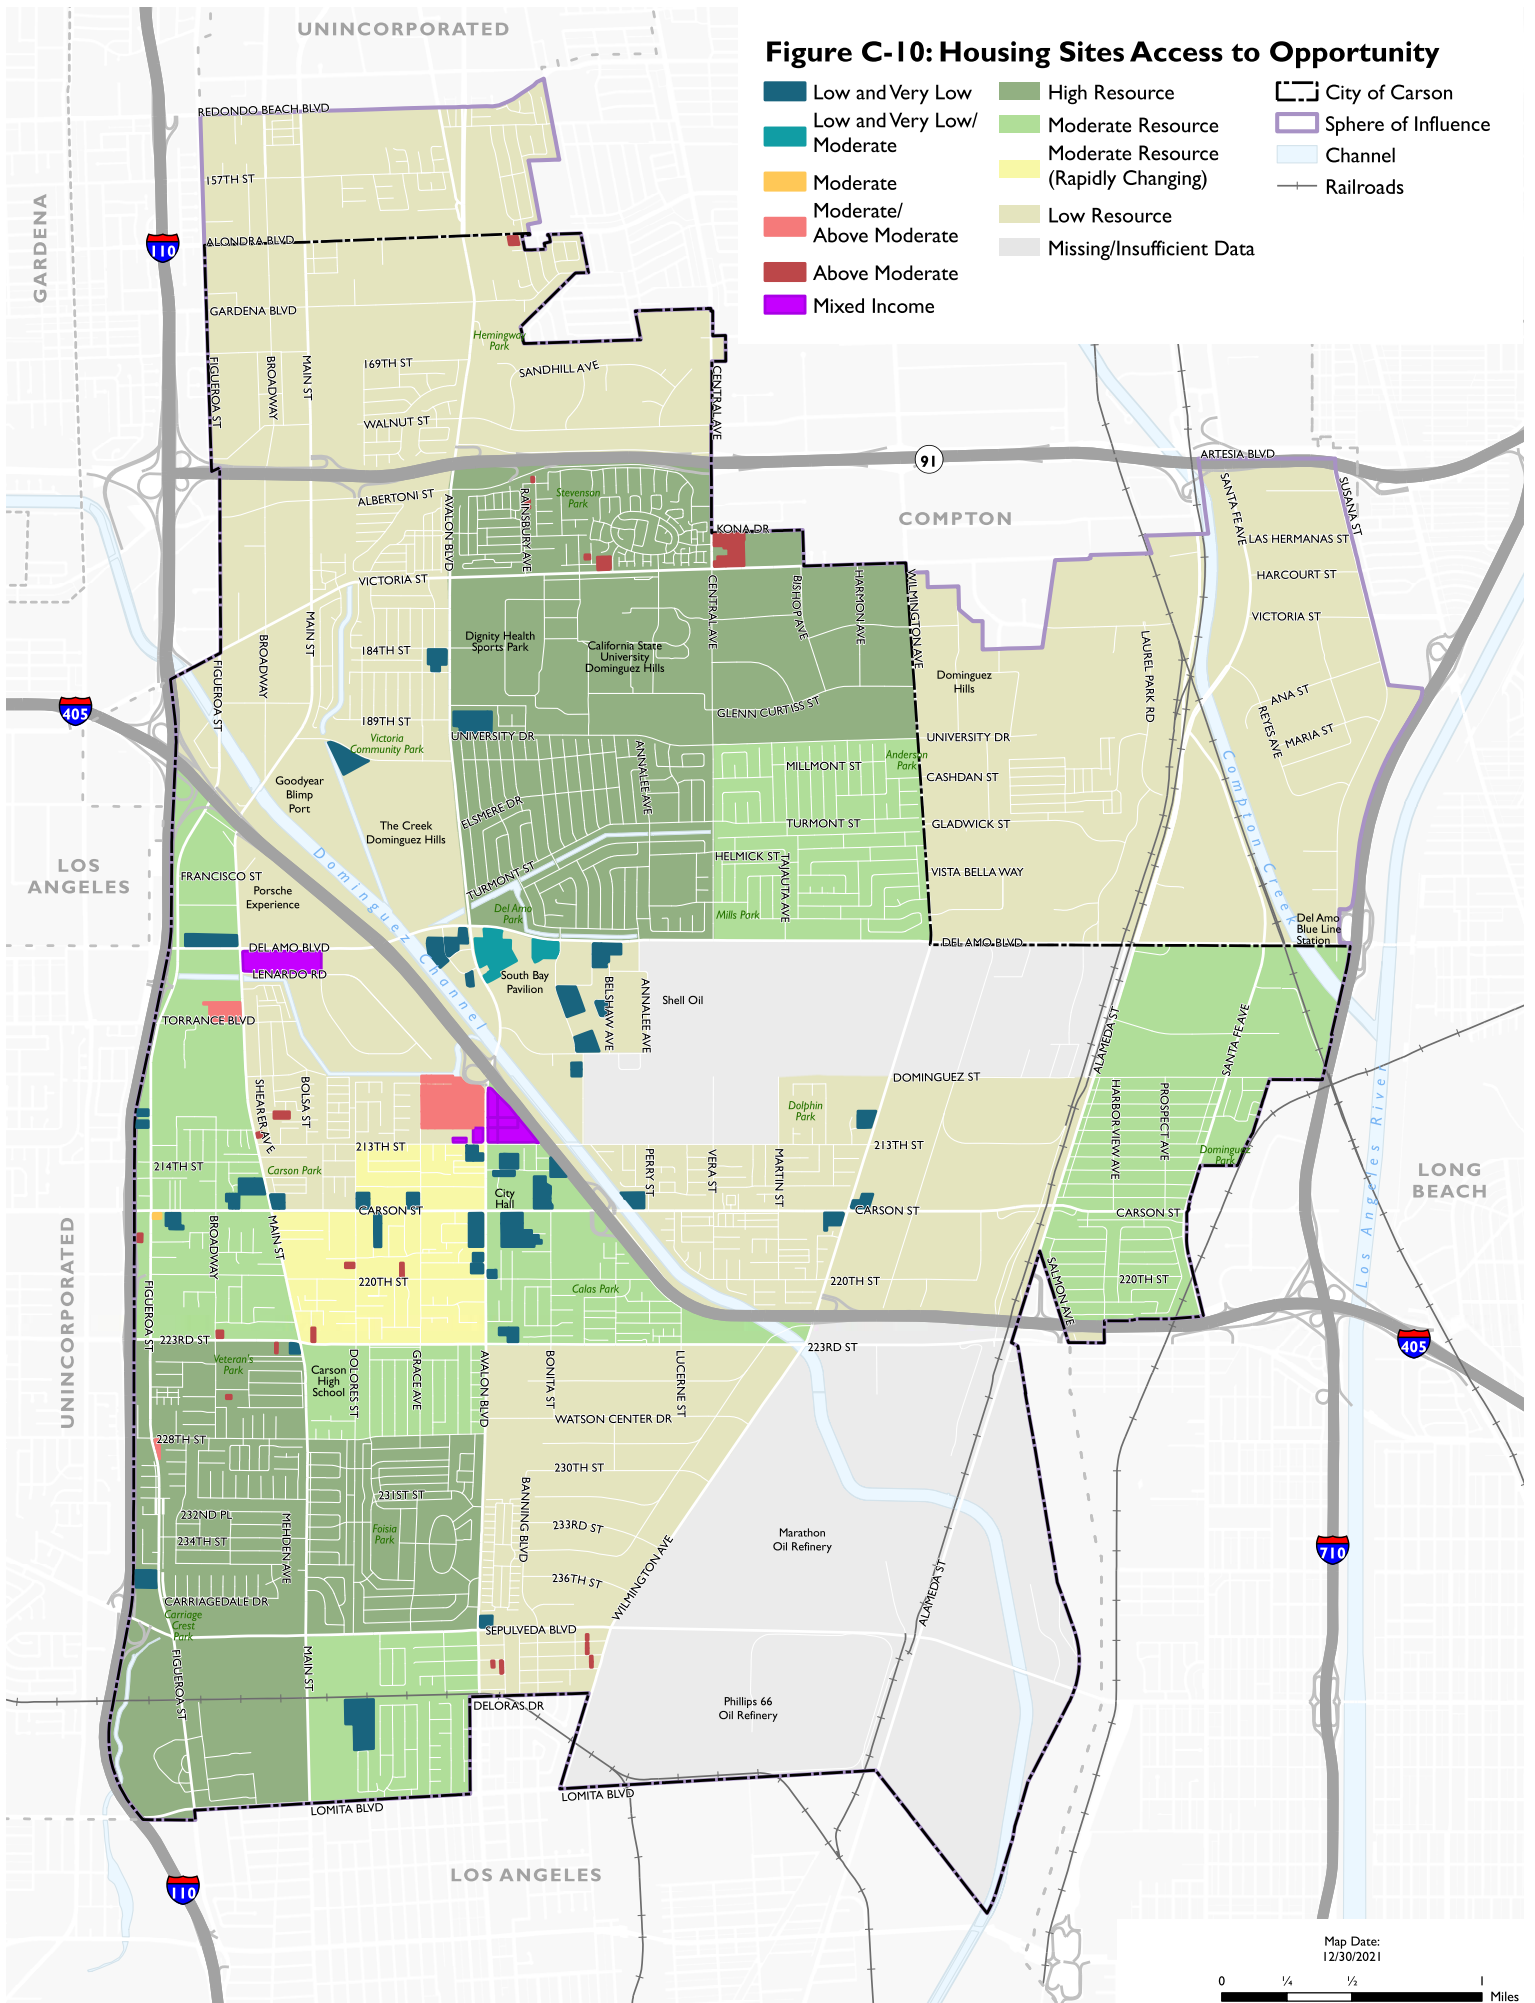 UNINCORPORATED
Figure C-10: Housing Sites Access to Opportunity
Low and Very Low
Low and Very Low/
Moderate
Moderate
Moderate/
Above Moderate
Above Moderate
Mixed Income
High Resource
Moderate Resource
Moderate Resource
(Rapidly Changing)
Low Resource
Missing/Insufficient Data
City of Carson
Sphere of Influence
Channel
Railroads
REDONDO BEACH BLVD
157TH ST
GARDENA
110
ALONDRA BLVD
GARDENA BLVD
Hemingway
Park
FIGUEROA ST
BROADWAY
MAIN ST
169TH ST
SANDHILL AVE
CENTRAL AVE
WALNUT ST
91
ARTESIA BLVD
ALBERTONI ST
AVALON BLVD
RAINSBURY AVE
Stevenson
Park
KONA DR
COMPTON
SANTA FE AVE
SUSANA ST
LAS HERMANAS ST
HARCOURT ST
VICTORIA ST
VICTORIA ST
CENTRAL AVE
BISHOP AVE
HARMON AVE
WILMINGTON AVE
MAIN ST
BROADWAY
FIGUEROA ST
184TH ST
Dignity Health
Sports Park
California State
University
Dominguez Hills
Dominguez
Hills
LAUREL PARK RD
ANA ST
REYES AVE
MARIA ST
405
189TH ST
Victoria
Community Park
UNIVERSITY DR
GLENN CURTISS ST
UNIVERSITY DR
ANNALEE AVE
MILLMONT ST
Anderson
Park
CASHDAN ST
Goodyear
Blimp
Port
The Creek
Dominguez Hills
ELSMERE DR
TURMONT ST
GLADWICK ST
Compton Creek
LOS
ANGELES
FRANCISCO ST
Porsche
Experience
Dominguez Channel
TURMONT ST
HELMICK ST
TAJAUTA AVE
VISTA BELLA WAY
Del Amo
Park
Mills Park
Del Amo
Blue Line
Station
DEL AMO BLVD
DEL AMO BLVD
LENARDO RD
South Bay
Pavilion
BELSHAW AVE
ANNALEE AVE
Shell Oil
TORRANCE BLVD
ALAMEDA ST
SANTA FE AVE
SHEARER AVE
BOLSA ST
DOMINGUEZ ST
HARBOR VIEW AVE
PROSPECT AVE
Dolphin
Park
Los Angeles River
213TH ST
213TH ST
214TH ST
Carson Park
PERRY ST
VERA ST
MARTIN ST
Dominguez
Park
LONG
BEACH
City
Hall
CARSON ST
CARSON ST
CARSON ST
UNINCORPORATED
BROADWAY
MAIN ST
FIGUEROA ST
220TH ST
Calas Park
220TH ST
SALMON AVE
220TH ST
223RD ST
223RD ST
405
Veteran's
Park
Carson
High
School
DOLORES ST
GRACE AVE
AVALON BLVD
BONITA ST
LUCERNE ST
WATSON CENTER DR
228TH ST
230TH ST
231ST ST
BANNING BLVD
232ND PL
234TH ST
MEHDEN AVE
Foisia
Park
233RD ST
Marathon
Oil Refinery
710
236TH ST
WILMINGTON AVE
ALAMEDA ST
CARRIAGEDALE DR
Carriage
Crest
Park
SEPULVEDA BLVD
FIGUEROA ST
MAIN ST
DELORAS DR
Phillips 66
Oil Refinery
LOMITA BLVD
LOMITA BLVD
LOS ANGELES
110
Map Date:
12/30/2021
0 ¼ ½ 1
Miles